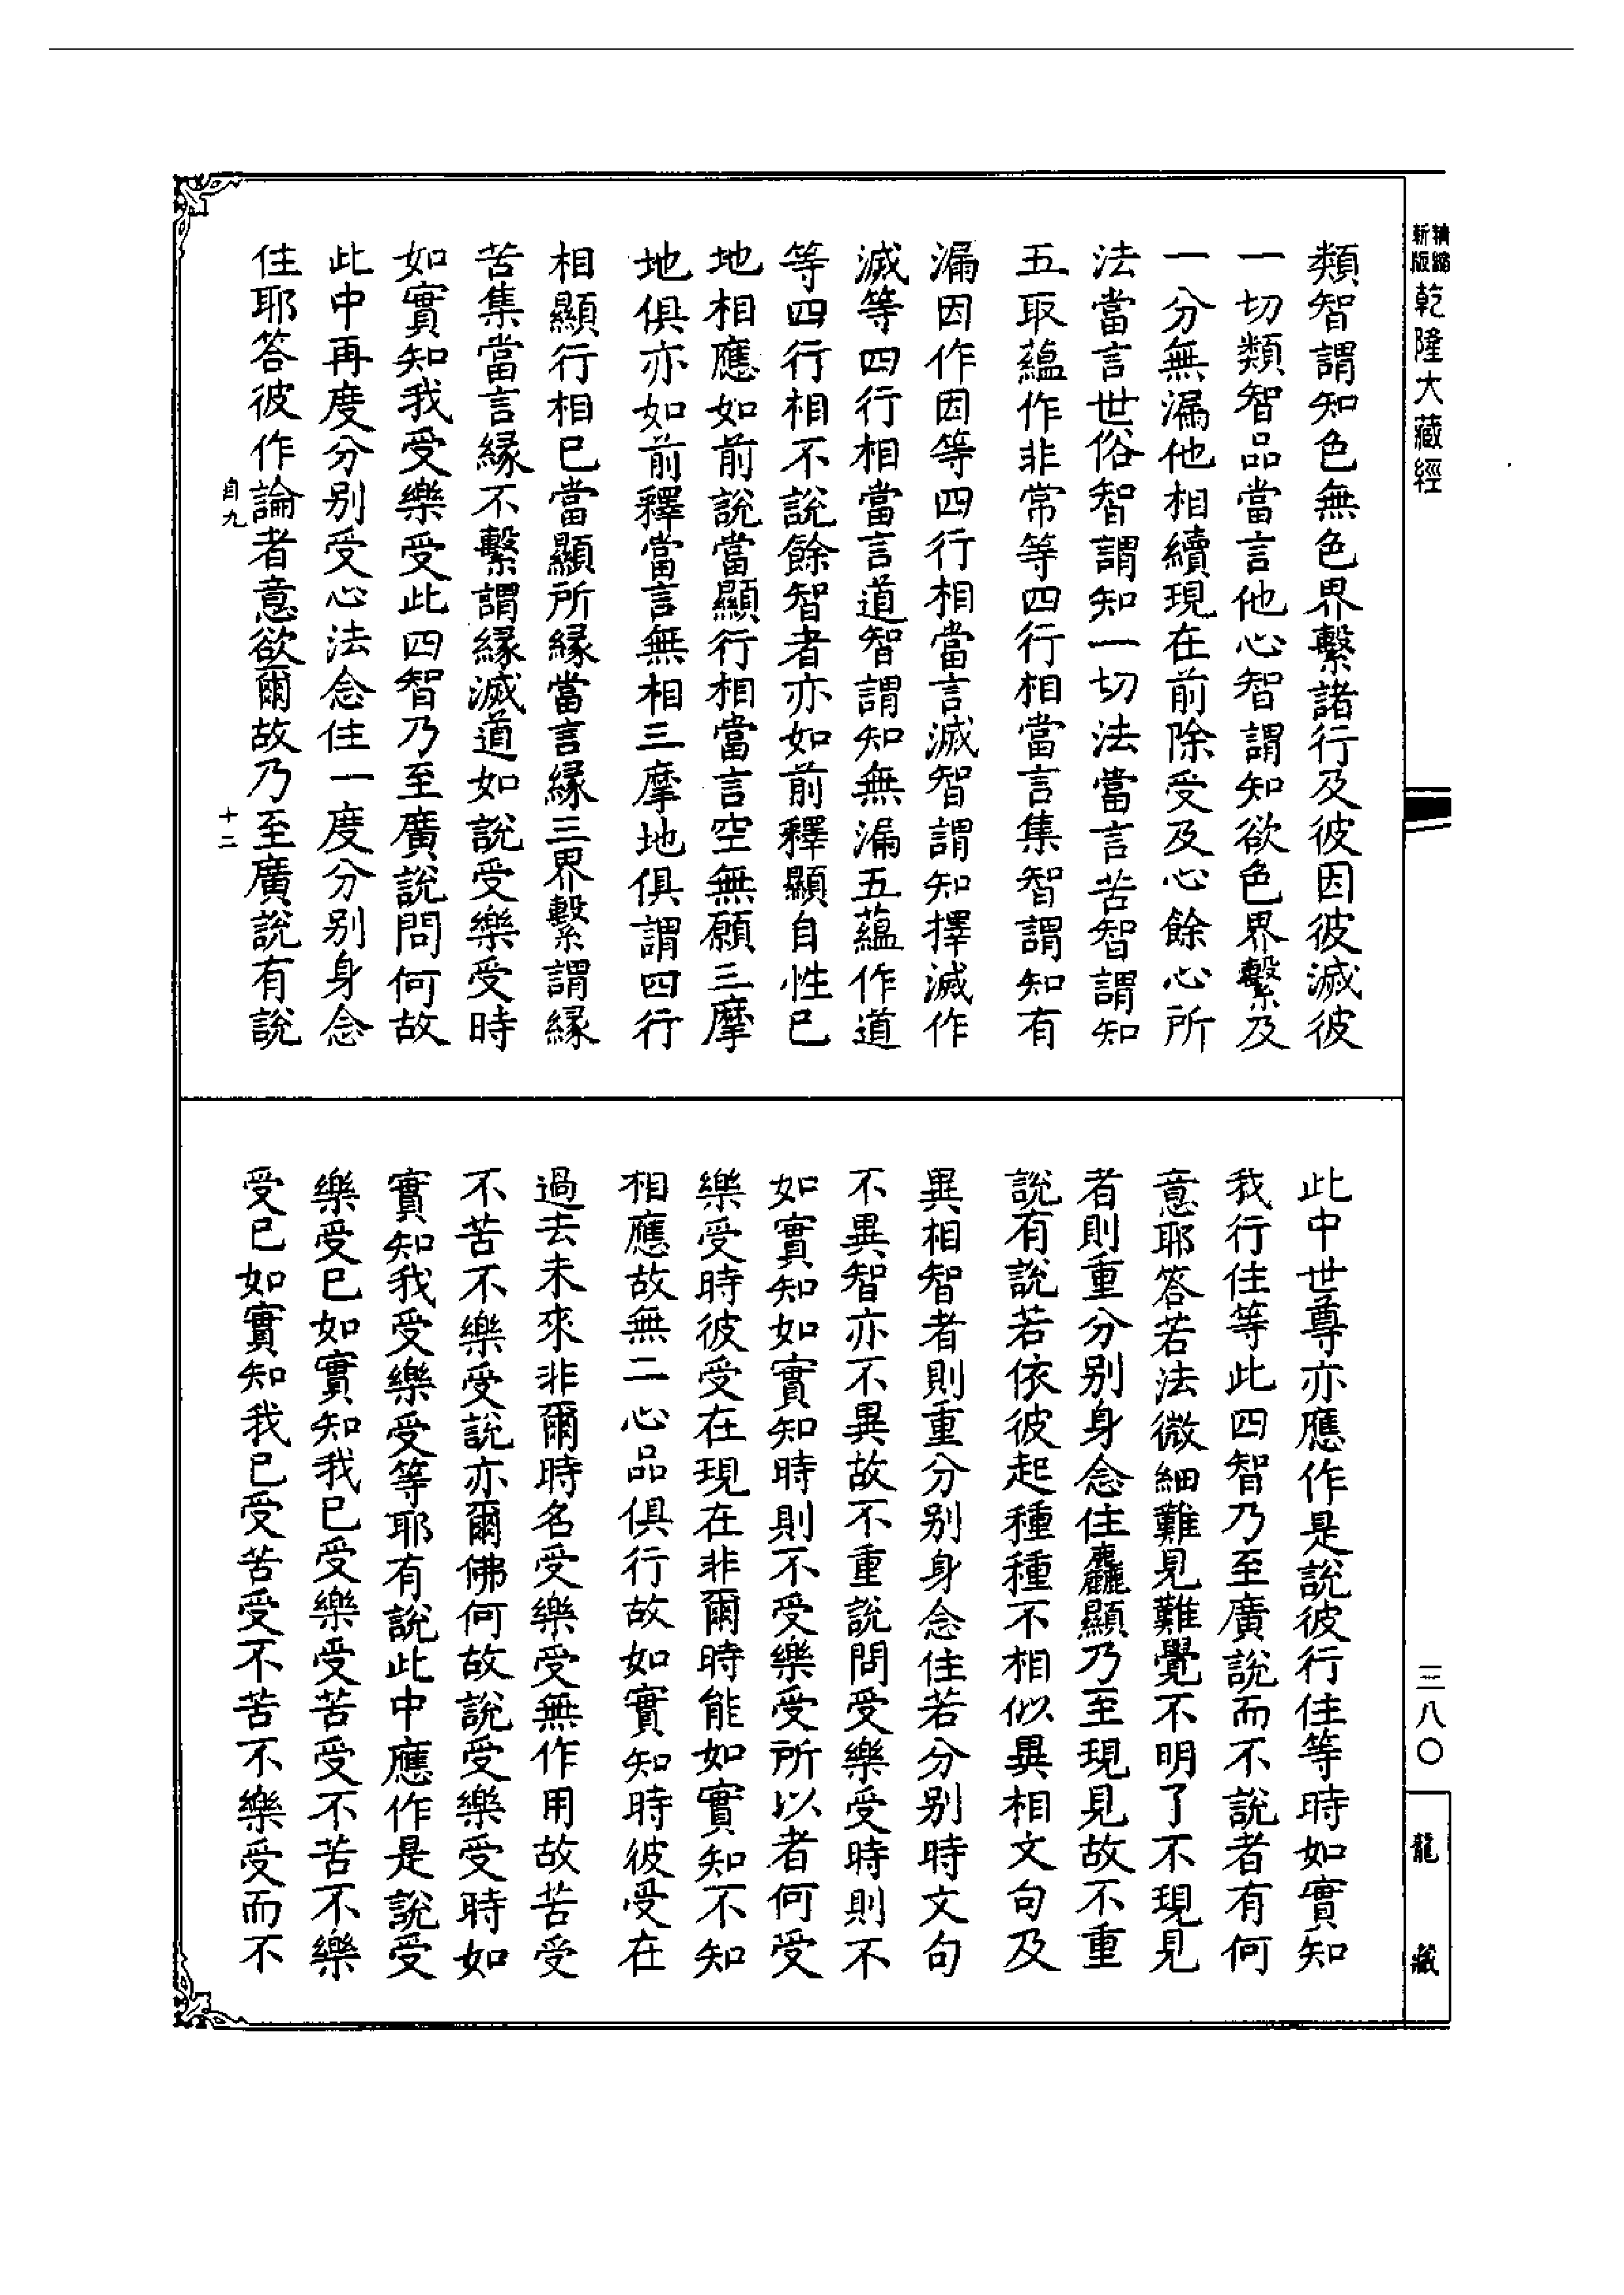 精縮新版乾隆大藏經
類智謂知色無色界繫諸行及彼因彼滅彼
一切類智品當言他心智謂知欲色界繫及
一分無漏他相續現在前除受及心餘心所
法當言世俗智謂知一切法當言苦智謂知
五取蘊作非常等四行相當言集智謂知有
漏因作因等四行相當言滅智謂知擇滅作
滅等四行相當言道智謂知無漏五蘊作道
等四行相不說餘智者亦如前釋顯自性已
地相應如前說當顯行相當言空無願三摩
地俱亦如前釋當言無相三摩地俱謂四行
相顯行相已當顯所緣當言緣三界繫謂緣
苦集當言緣不繫謂緣滅道如說受樂受時
如實知我受樂受此四智乃至廣說問何故
此中再度分别受心法念住一度分别身念
住耶答彼作論者意欲爾故乃至廣說有說
自九
十二
此中世尊亦應作是說彼行住等時如實知
我行住等此四智乃至廣說而不說者有何
意耶答若法微細難見難覺不明了不現見
者則重分别身念住麤顯乃至現見故不重
說有說若依彼起種種不相似異相文句及
異相智者則重分别身念住若分别時文句
不異智亦不異故不重說問受樂受時則不
如實知如實知時則不受樂受所以者何受
樂受時彼受在現在非爾時能如實知不知
相應故無二心品俱行故如實知時彼受在
過去未來非爾時名受樂受無作用故苦受
不苦不樂受說亦爾佛何故說受樂受時如
實知我受樂受等耶有說此中應作是說受
樂受已如實知我已受樂受苦受不苦不樂
受已如實知我已受苦受不苦不樂受而不
三八〇
龍藏